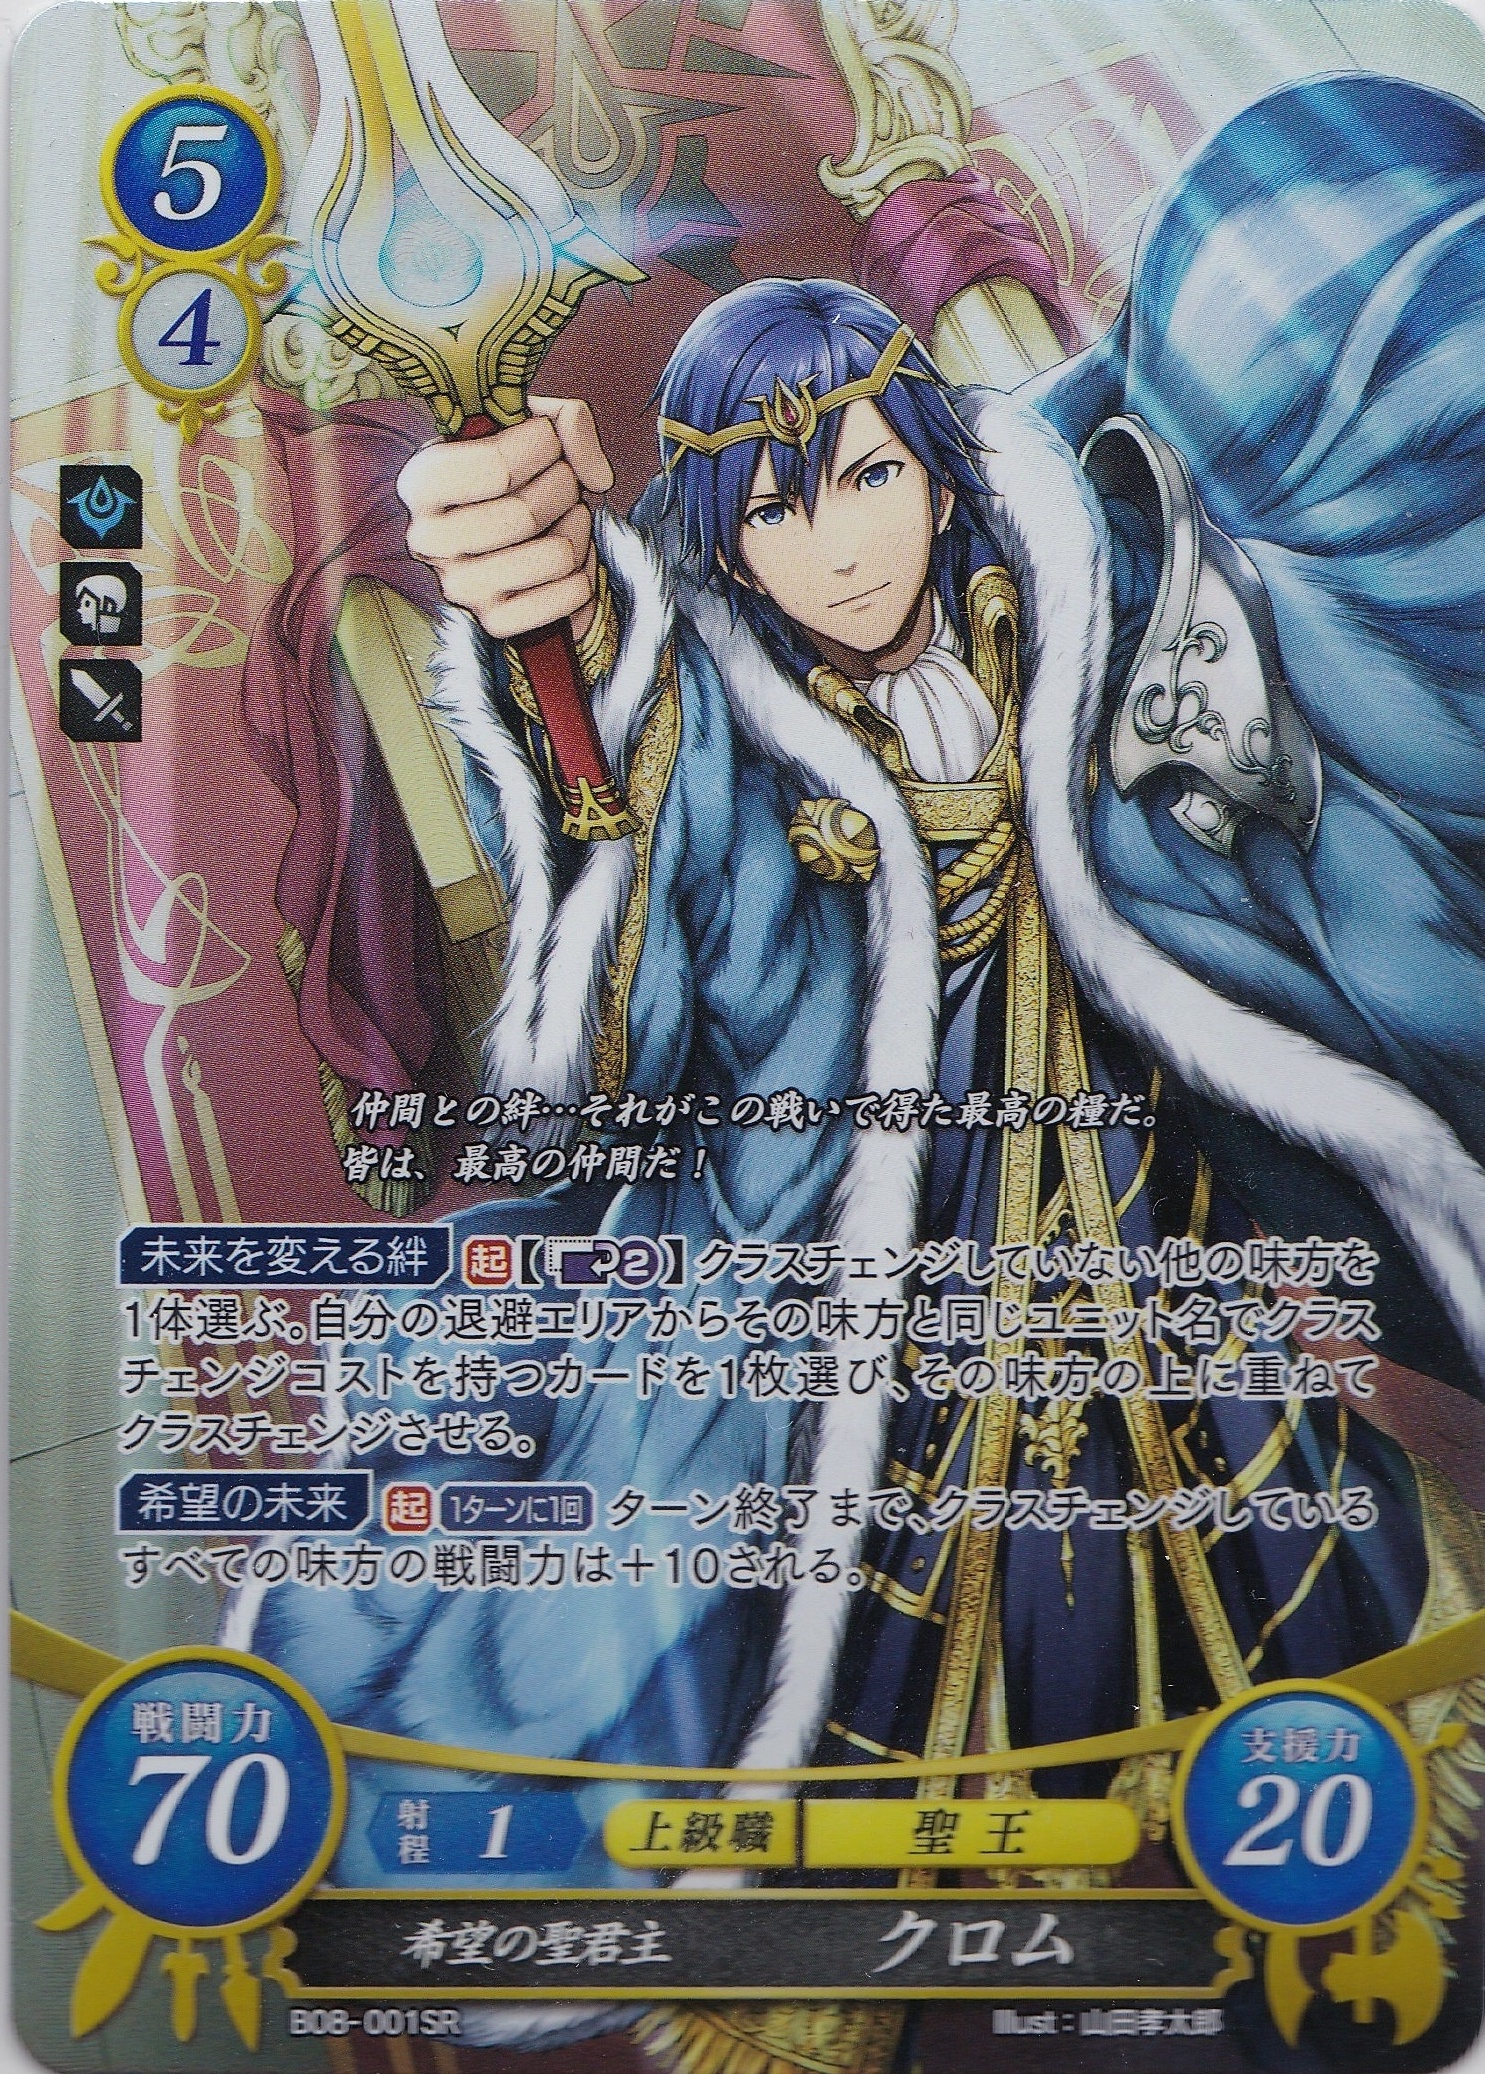 5
4
仲間との絆…それがこの戦いで得た最高の糧だ。
皆は、最高の仲間だ！
未来を変える絆 起【2】クラスチェンジしていない他の味方を
1体選ぶ。自分の退避エリアからその味方と同じユニット名でクラス
チェンジコストを持つカードを1枚選び、その味方の上に重ねて
クラスチェンジさせる。
希望の未来 起 1ターンに1回 ターン終了まで、クラスチェンジしている
すべての味方の戦闘力は＋10される。
戦闘力
70
射程 1
上級職 聖王
支援力
20
希望の聖君主 クロム
B08-001SR Illust：山田孝太郎